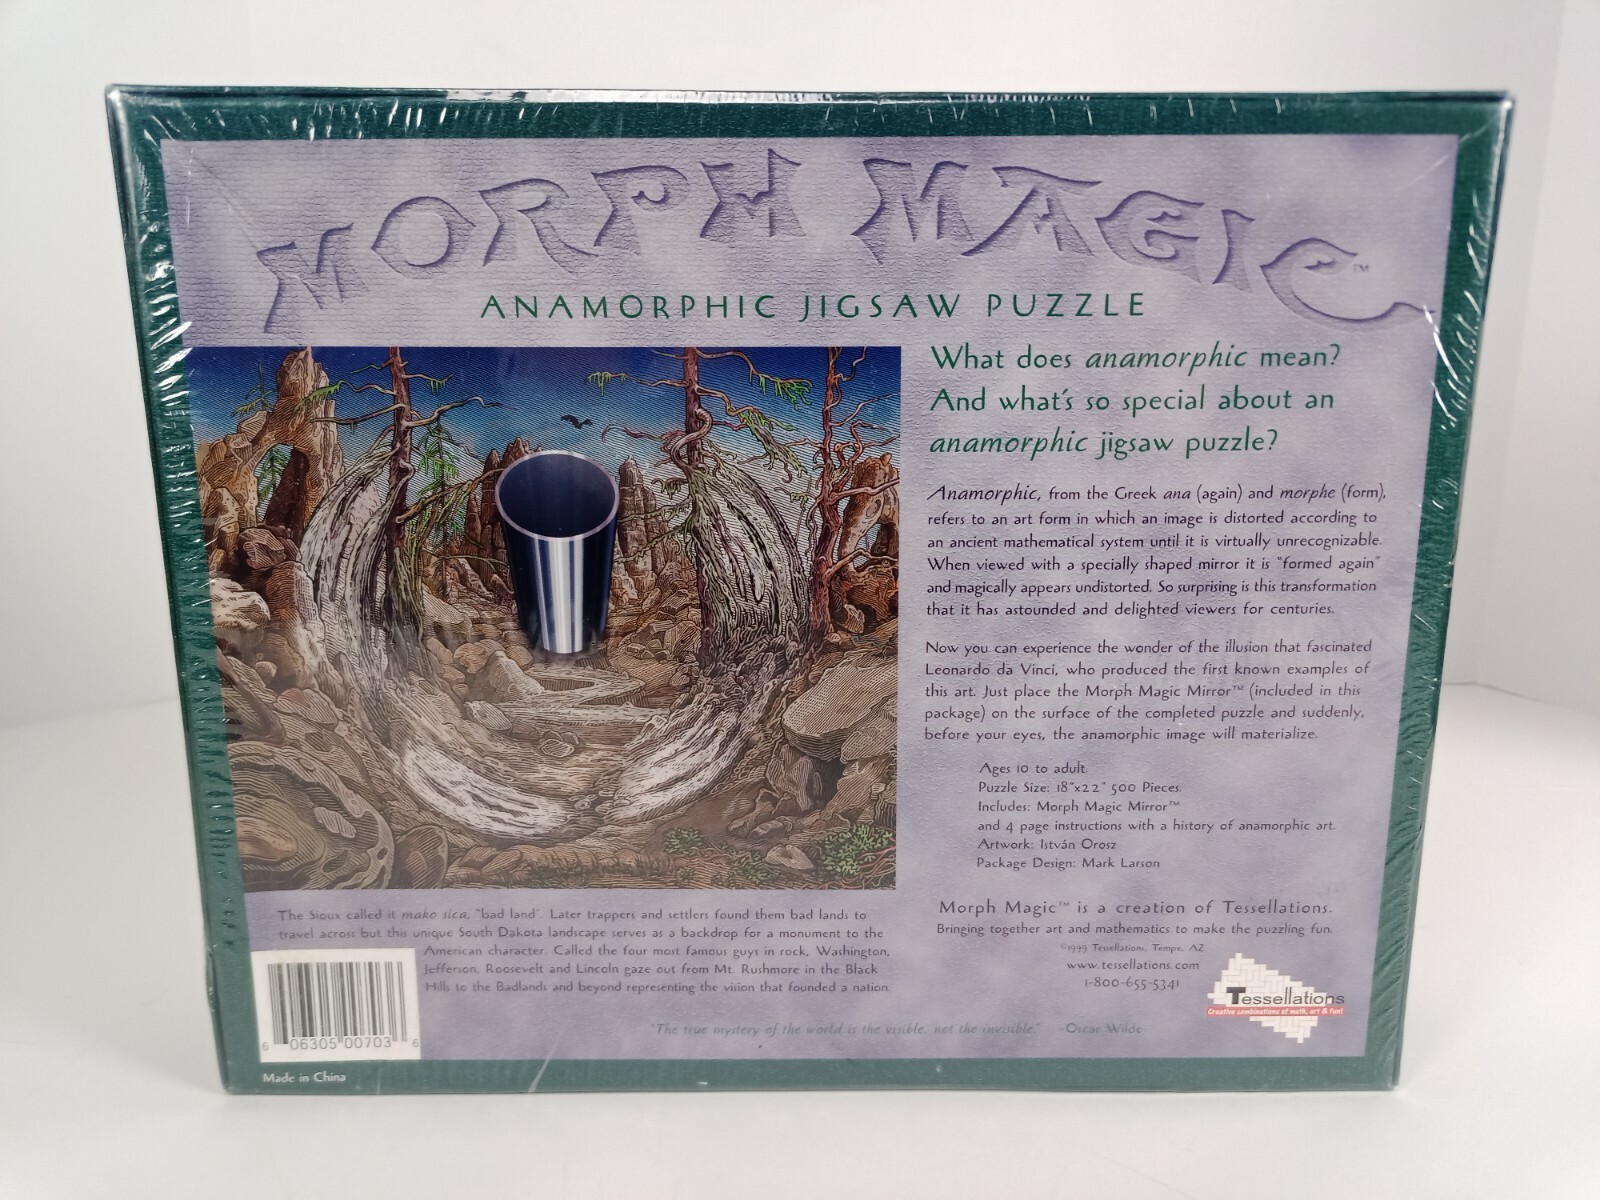 MORPH MAGIC™
ANAMORPHIC JIGSAW PUZZLE
What does anamorphic mean?
And what's so special about an
anamorphic jigsaw puzzle?
Anamorphic, from the Greek ana (again) and morphe (form),
refers to an art form in which an image is distorted according to
an ancient mathematical system until it is virtually unrecognizable.
When viewed with a specially shaped mirror it is "formed again"
and magically appears undistorted. So surprising is this transformation
that it has astounded and delighted viewers for centuries.
Now you can experience the wonder of the illusion that fascinated
Leonardo da Vinci, who produced the first known examples of
this art. Just place the Morph Magic Mirror™ (included in this
package) on the surface of the completed puzzle and suddenly,
before your eyes, the anamorphic image will materialize.
Ages 10 to adult.
Puzzle Size: 18"x22" 500 Pieces.
Includes: Morph Magic Mirror™
and 4 page instructions with a history of anamorphic art.
Artwork: István Orosz
Package Design: Mark Larson
The Sioux called it mako sica, "bad land". Later trappers and settlers found them bad lands to
travel across but this unique South Dakota landscape serves as a backdrop for a monument to the
American character. Called the four most famous guys in rock, Washington,
Jefferson, Roosevelt and Lincoln gaze out from Mt. Rushmore in the Black
Hills to the Badlands and beyond representing the vision that founded a nation.
Morph Magic™ is a creation of Tessellations.
Bringing together art and mathematics to make the puzzling fun.
©1999 Tessellations, Tempe, AZ
www.tessellations.com
1-800-655-5341
Tessellations
Creative combinations of math, art & fun!
"The true mystery of the world is the visible, not the invisible." -Oscar Wilde
6 06305 00703 6
Made in China